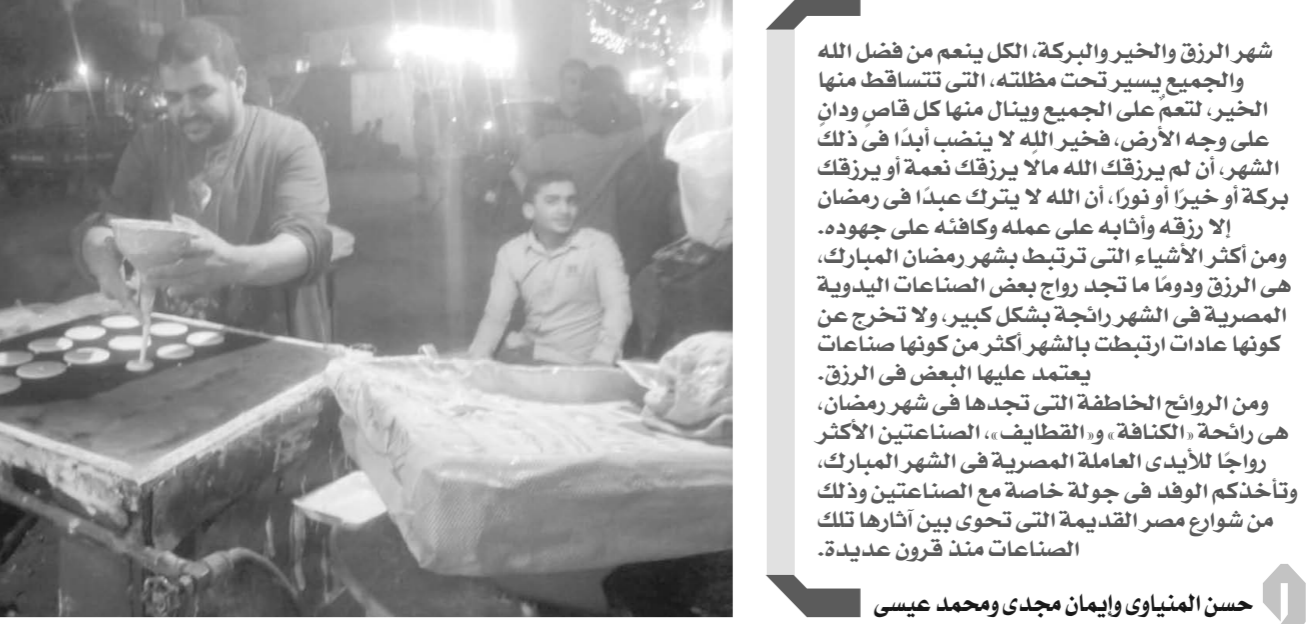 شهر الرزق والخير والبركة، الكل ينعم من فضل الله
والجميع يسير تحت مظلته، التى تتساقط منها
الخير، لتعمٌ على الجميع وينال منها كل قاصٍ ودانٍ
على وجه الأرض، فخير اللِه لا ينضب أبدًا فى ذلك
الشهر، أن لم يرزقك الله مالًا يرزقك نعمة أو يرزقك
بركة أو خيرًا أو نورًا، أن الله لا يترك عبدًا فى رمضان
إلا رزقه وأثابه على عمله وكافئه على جهوده.
ومن أكثر الأشياء التى ترتبط بشهر رمضان المبارك،
هى الرزق ودومًا ما تجد رواج بعض الصناعات اليدوية
المصرية فى الشهر رائجة بشكل كبير، ولا تخرج عن
كونها عادات ارتبطت بالشهر أكثر من كونها صناعات
يعتمد عليها البعض فى الرزق.
ومن الروائح الخاطفة التى تجدها فى شهر رمضان،
هى رائحة «الكنافة» و«القطايف»، الصناعتين الأكثر
رواجًا للأيدى العاملة المصرية فى الشهر المبارك،
وتأخذكم الوفد فى جولة خاصة مع الصناعتين وذلك
من شوارع مصر القديمة التى تحوى بين آثارها تلك
الصناعات منذ قرون عديدة.
حسن المنياوى وإيمان مجدى ومحمد عيسى